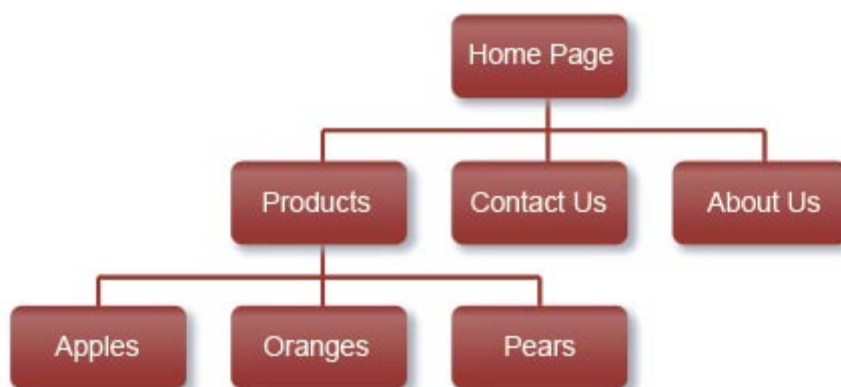 Home Page
Products
Contact Us
About Us
Apples
Oranges
Pears